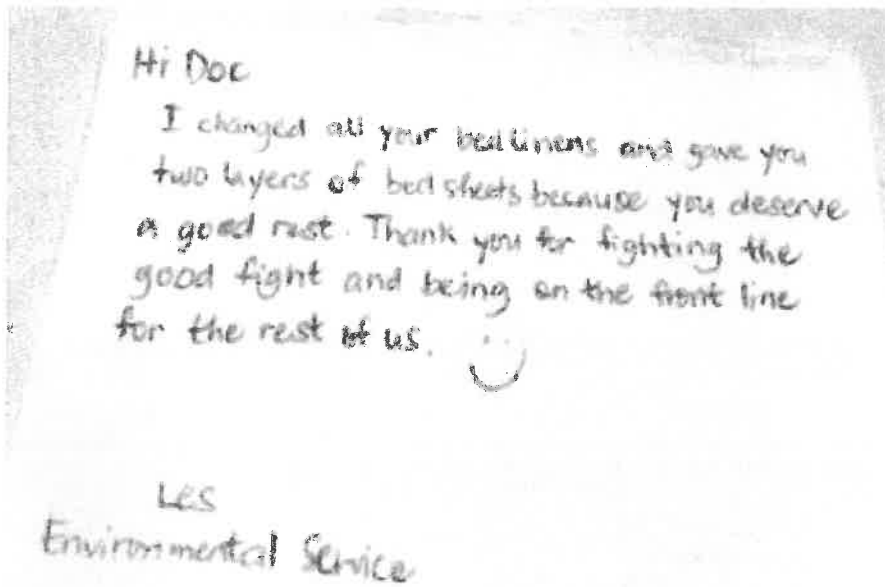 Hi Doc
I changed all your bed linens and gave you
two layers of bed sheets because you deserve
a good rest. Thank you for fighting the
good fight and being on the front line
for the rest of us.
Les
Environmental Service